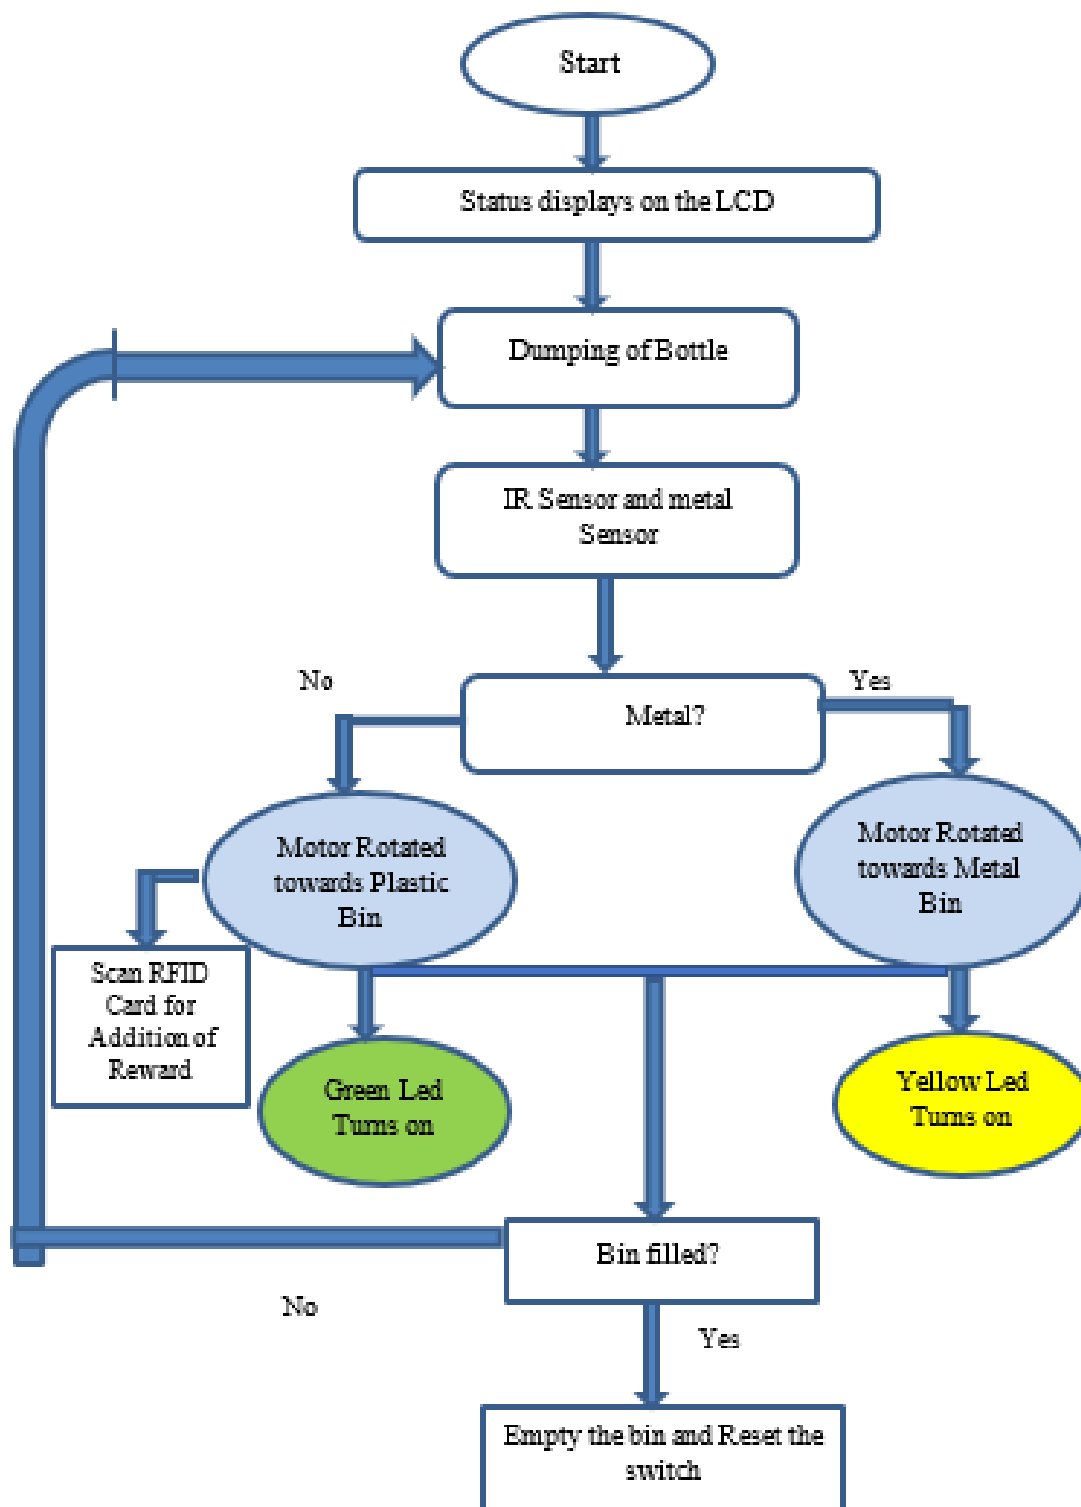 Start
Status displays on the LCD
Dumping of Bottle
IR Sensor and metal
Sensor
No
Yes
Metal?
Motor Rotated
towards Plastic
Bin
Motor Rotated
towards Metal
Bin
Scan RFID
Card for
Addition of
Reward
Green Led
Turns on
Yellow Led
Turns on
Bin filled?
No
Yes
Empty the bin and Reset the
switch